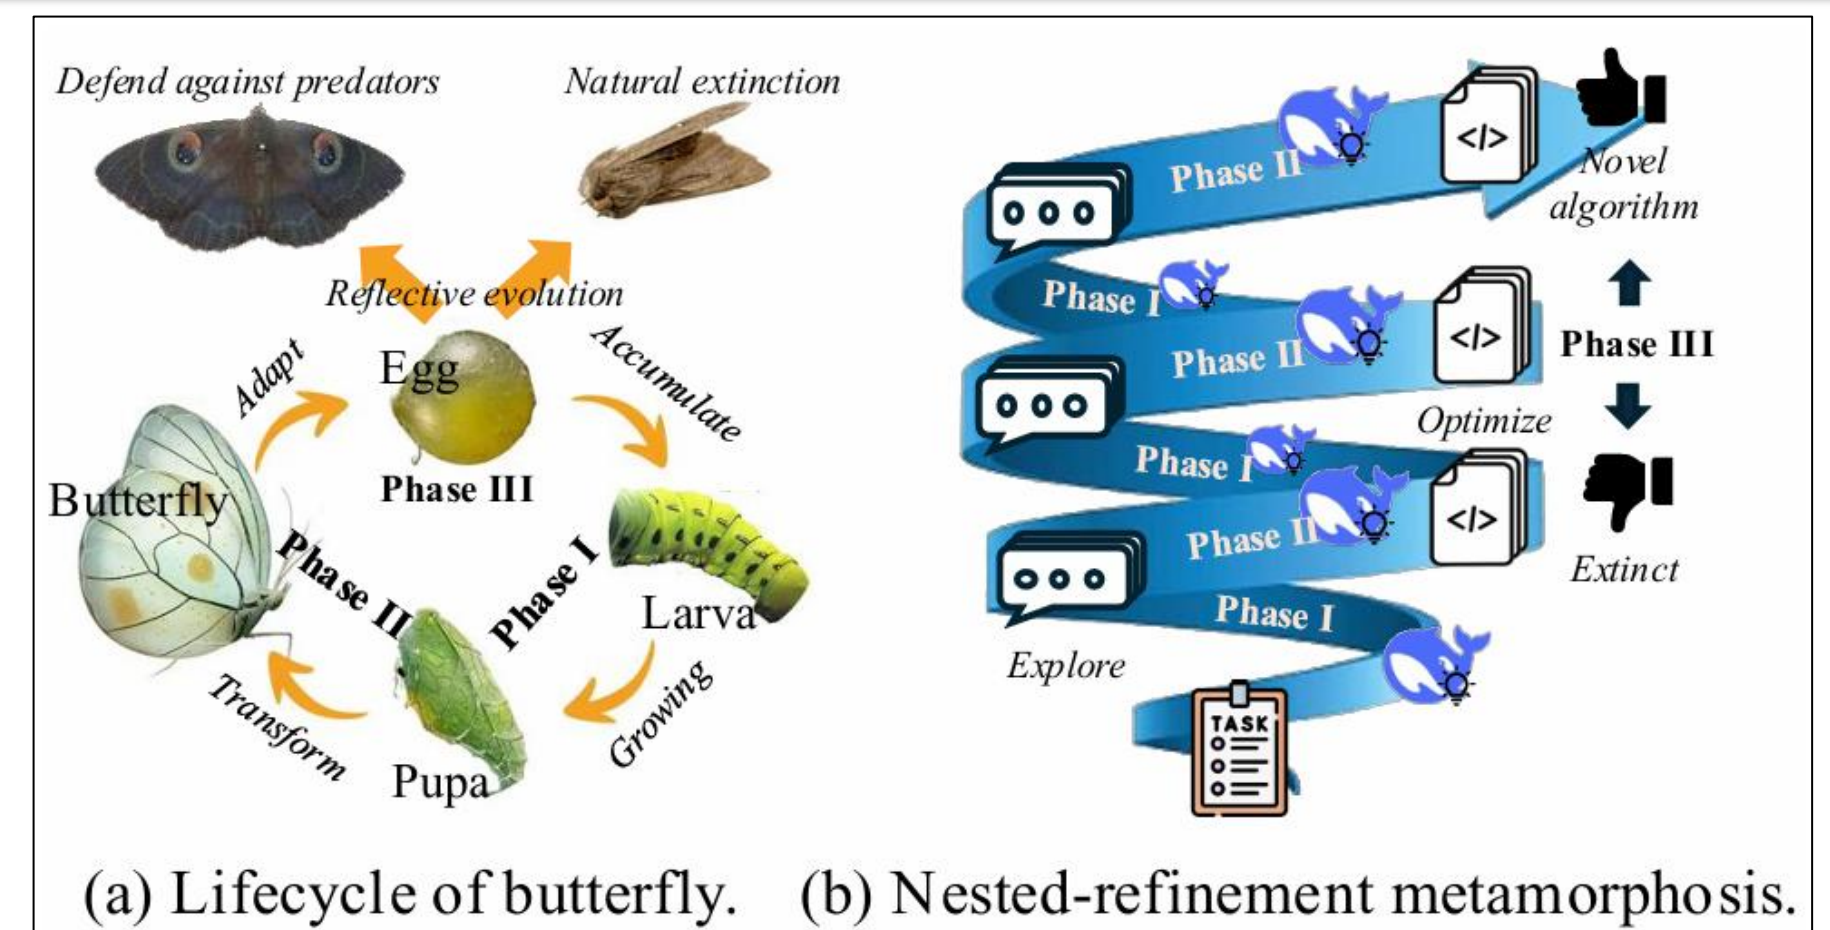 Defend against predators
Natural extinction
Reflective evolution
Adapt
Accumulate
Egg
Phase III
Butterfly
Phase II
Phase I
Larva
Transform
Growing
Pupa
(a) Lifecycle of butterfly.
Phase II
</>
Novel
algorithm
Phase I
Phase II
</>
Phase III
Optimize
Phase I
Phase II
</>
Extinct
Phase I
Explore
TASK
(b) Nested-refinement metamorphosis.